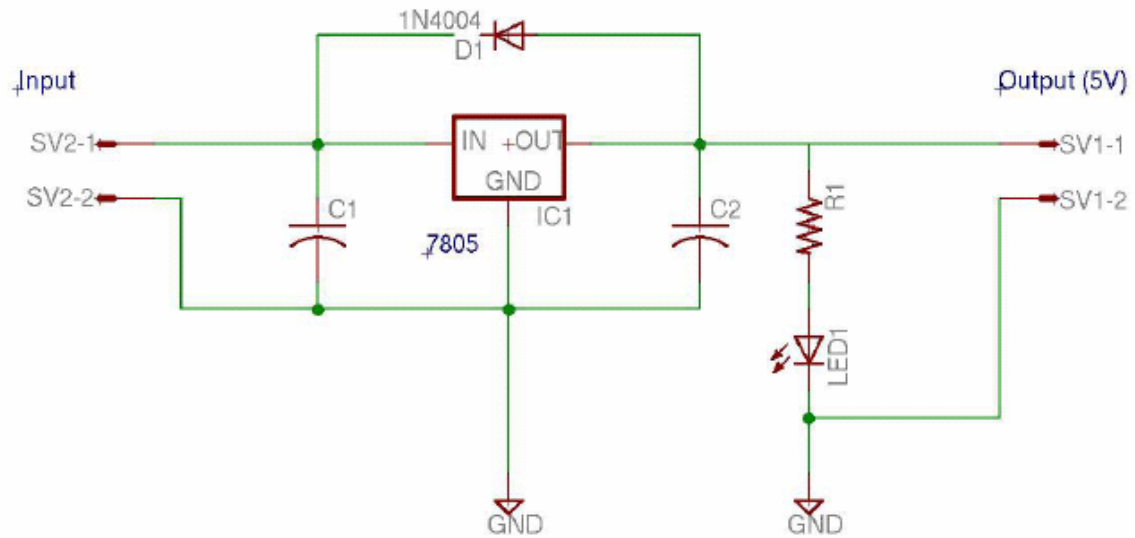 1N4004
D1
Input
Output (5V)
SV2-1
IN
OUT
SV1-1
GND
SV2-2
C1
IC1
C2
R1
SV1-2
7805
LED1
GND
GND